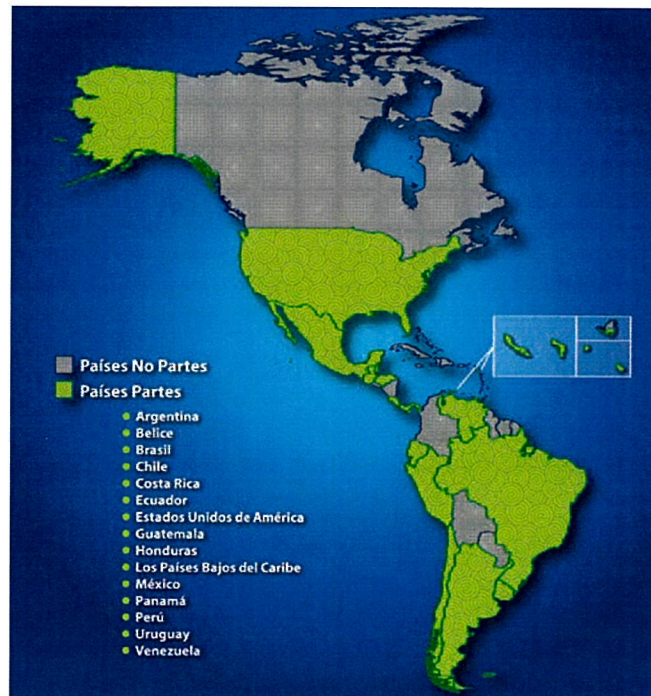 Países No Partes
Países Partes
Argentina
Belice
Brasil
Chile
Costa Rica
Ecuador
Estados Unidos de América
Guatemala
Honduras
Los Países Bajos del Caribe
México
Panamá
Perú
Uruguay
Venezuela